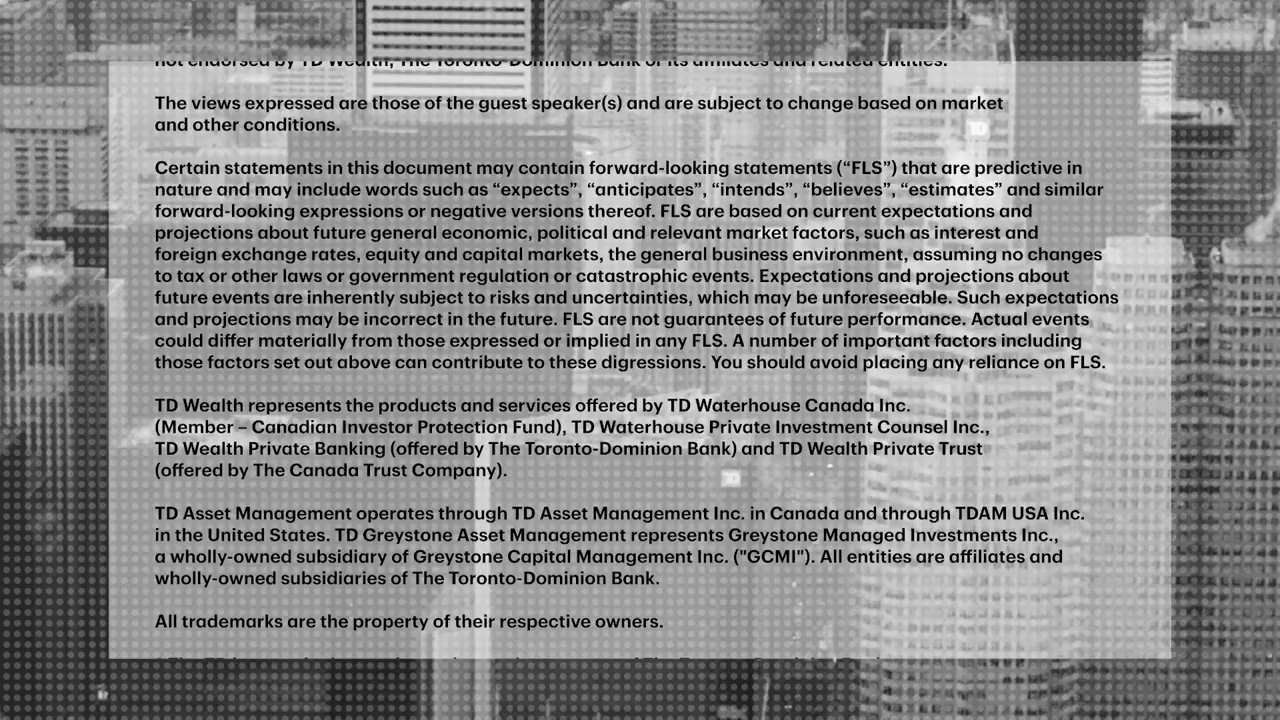 not endorsed by TD Wealth, The Toronto-Dominion Bank or its affiliates and related entities.
The views expressed are those of the guest speaker(s) and are subject to change based on market
and other conditions.
Certain statements in this document may contain forward-looking statements (“FLS”) that are predictive in
nature and may include words such as “expects”, “anticipates”, “intends”, “believes”, “estimates” and similar
forward-looking expressions or negative versions thereof. FLS are based on current expectations and
projections about future general economic, political and relevant market factors, such as interest and
foreign exchange rates, equity and capital markets, the general business environment, assuming no changes
to tax or other laws or government regulation or catastrophic events. Expectations and projections about
future events are inherently subject to risks and uncertainties, which may be unforeseeable. Such expectations
and projections may be incorrect in the future. FLS are not guarantees of future performance. Actual events
could differ materially from those expressed or implied in any FLS. A number of important factors including
those factors set out above can contribute to these digressions. You should avoid placing any reliance on FLS.
TD Wealth represents the products and services offered by TD Waterhouse Canada Inc.
(Member – Canadian Investor Protection Fund), TD Waterhouse Private Investment Counsel Inc.,
TD Wealth Private Banking (offered by The Toronto-Dominion Bank) and TD Wealth Private Trust
(offered by The Canada Trust Company).
TD Asset Management operates through TD Asset Management Inc. in Canada and through TDAM USA Inc.
in the United States. TD Greystone Asset Management represents Greystone Managed Investments Inc.,
a wholly-owned subsidiary of Greystone Capital Management Inc. ("GCMI"). All entities are affiliates and
wholly-owned subsidiaries of The Toronto-Dominion Bank.
All trademarks are the property of their respective owners.